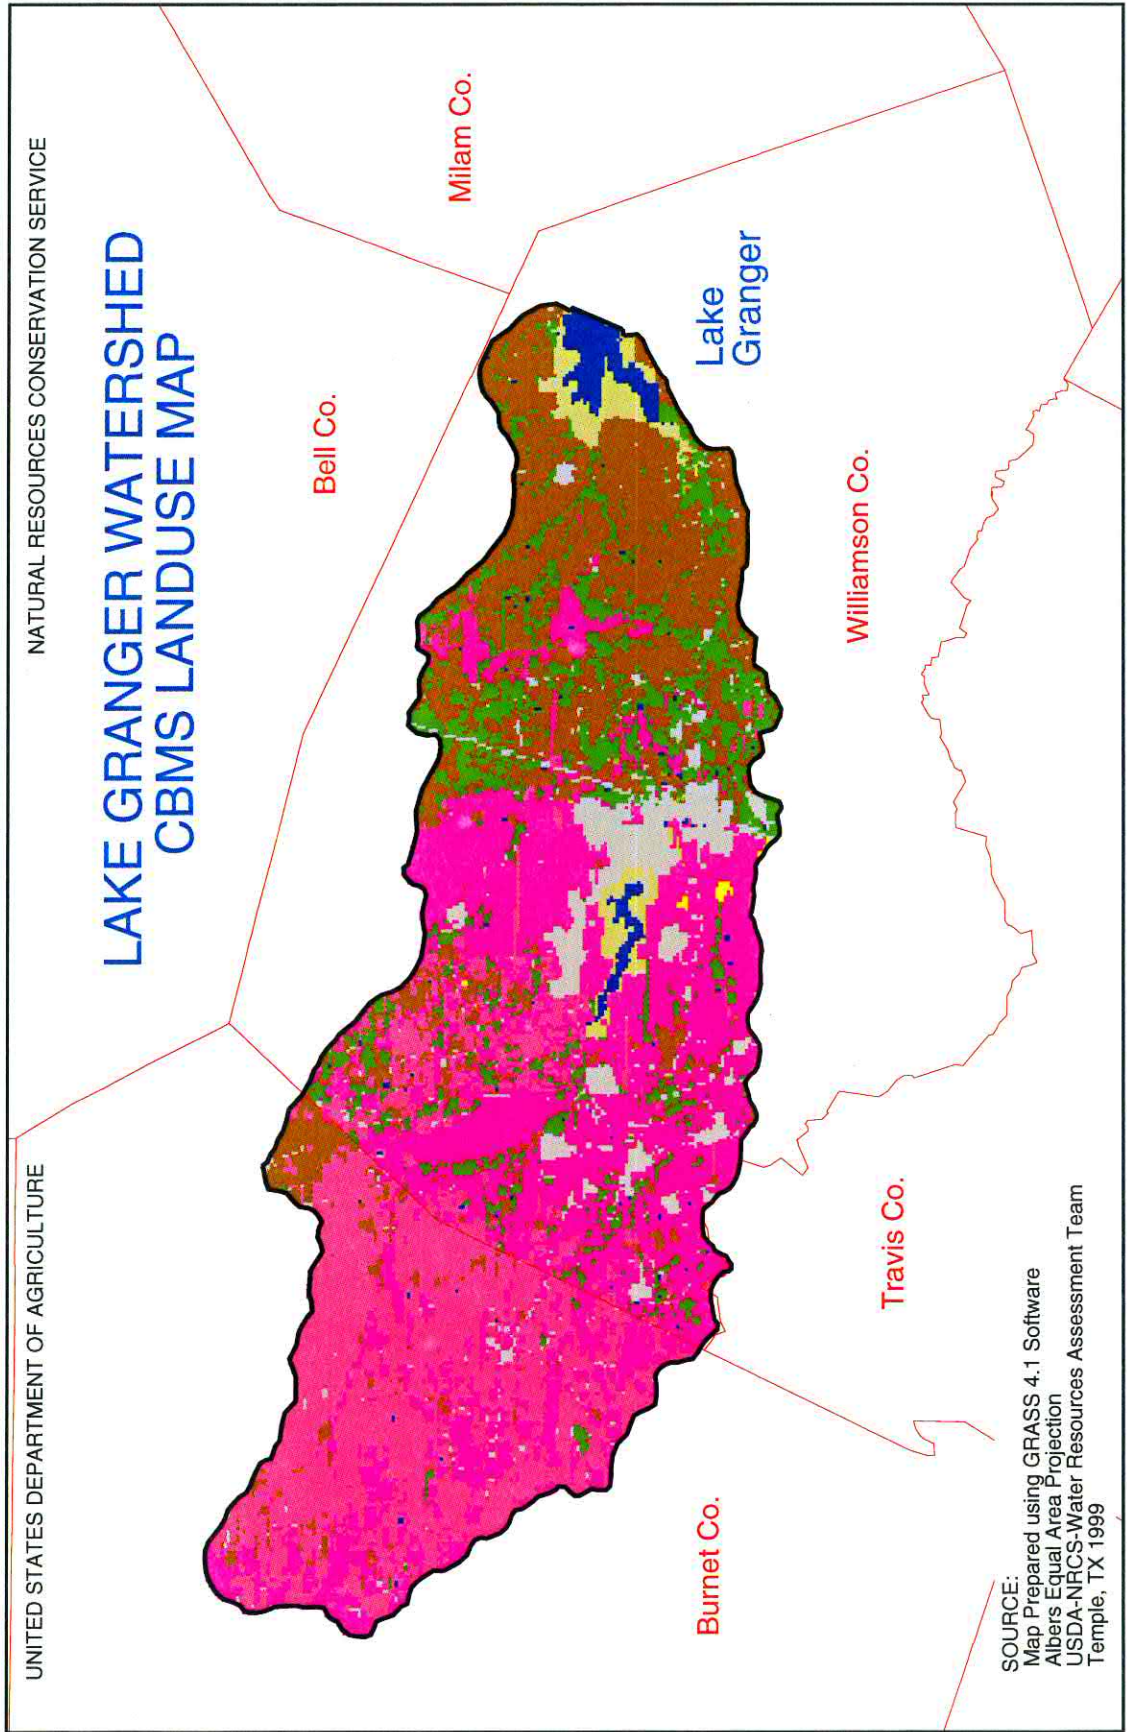 UNITED STATES DEPARTMENT OF AGRICULTURE
NATURAL RESOURCES CONSERVATION SERVICE
LAKE GRANGER WATERSHED
CBMS LANDUSE MAP
Bell Co.
Milam Co.
Lake
Granger
Williamson Co.
Travis Co.
Burnet Co.
SOURCE:
Map Prepared using GRASS 4.1 Software
Albers Equal Area Projection
USDA-NRCS-Water Resources Assessment Team
Temple, TX 1999